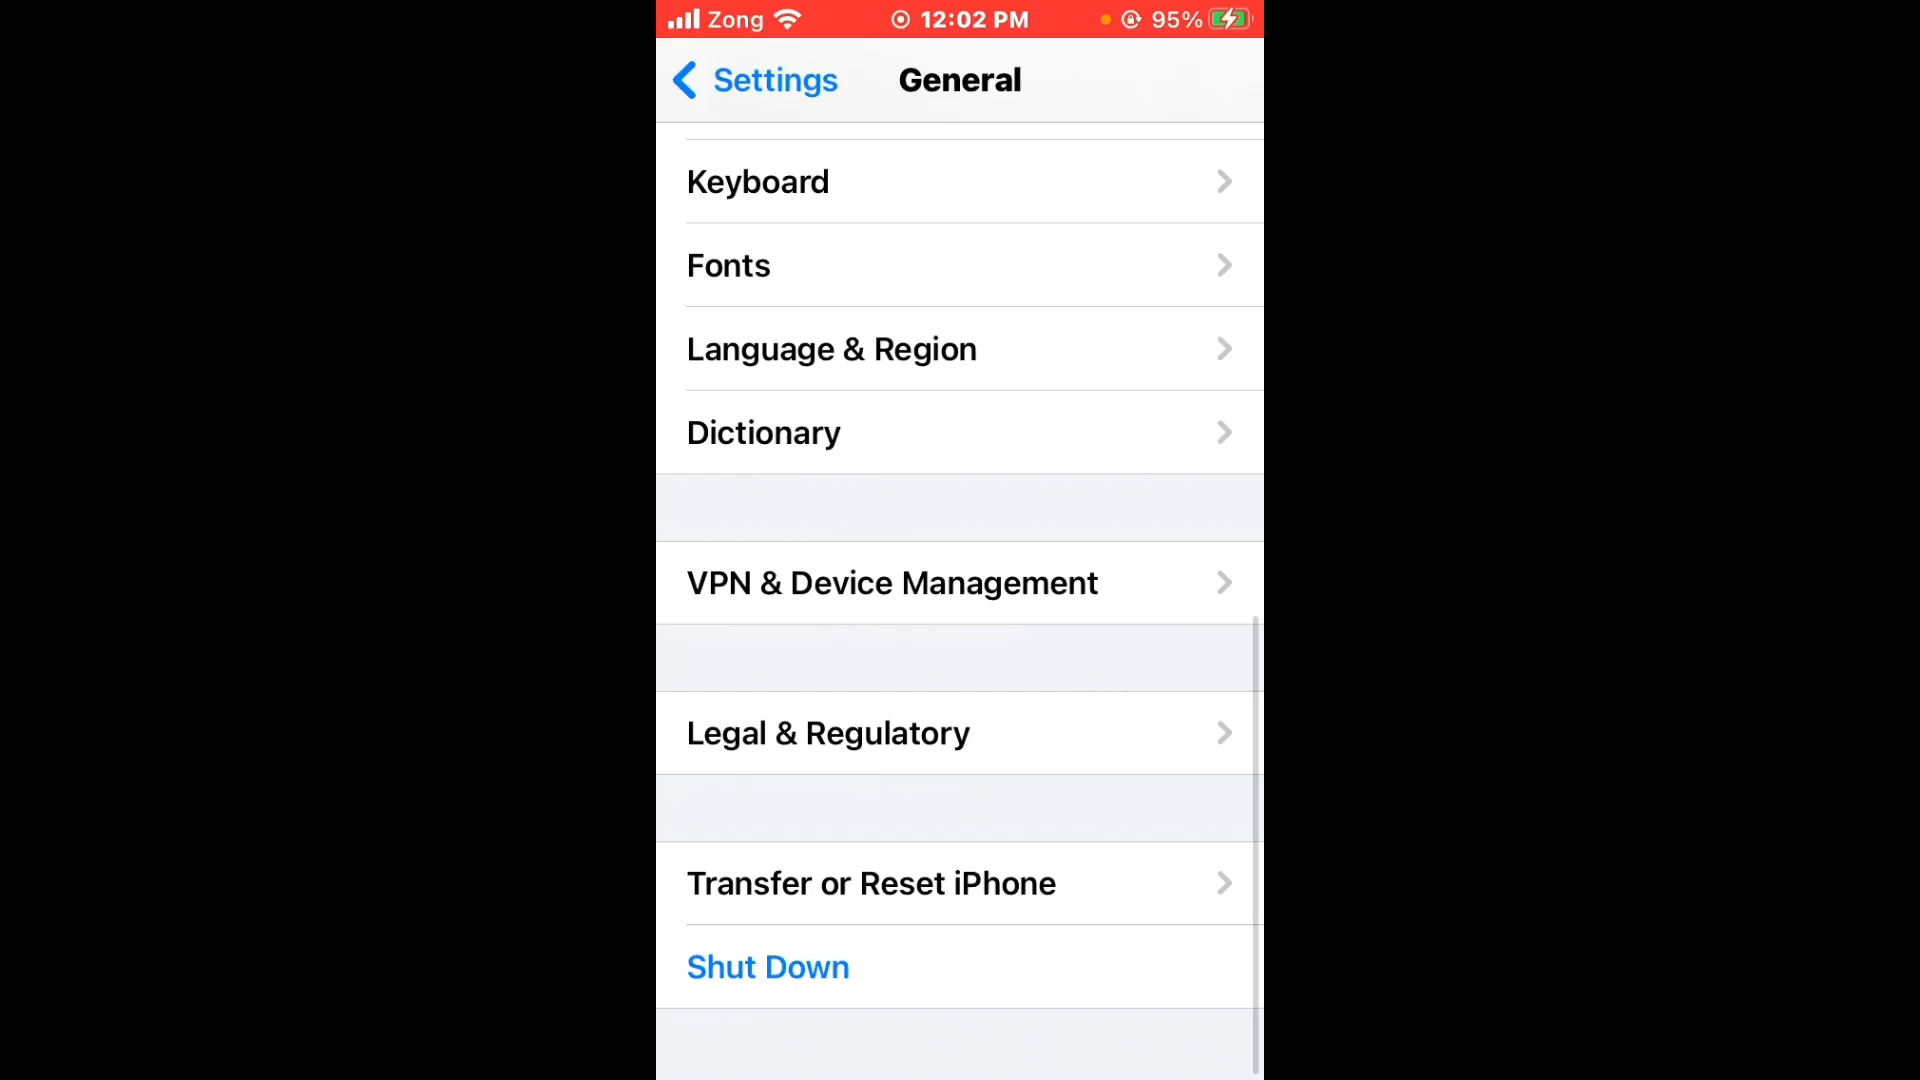 Zong 12:02 PM 95%
Settings General
Keyboard
Fonts
Language & Region
Dictionary
VPN & Device Management
Legal & Regulatory
Transfer or Reset iPhone
Shut Down